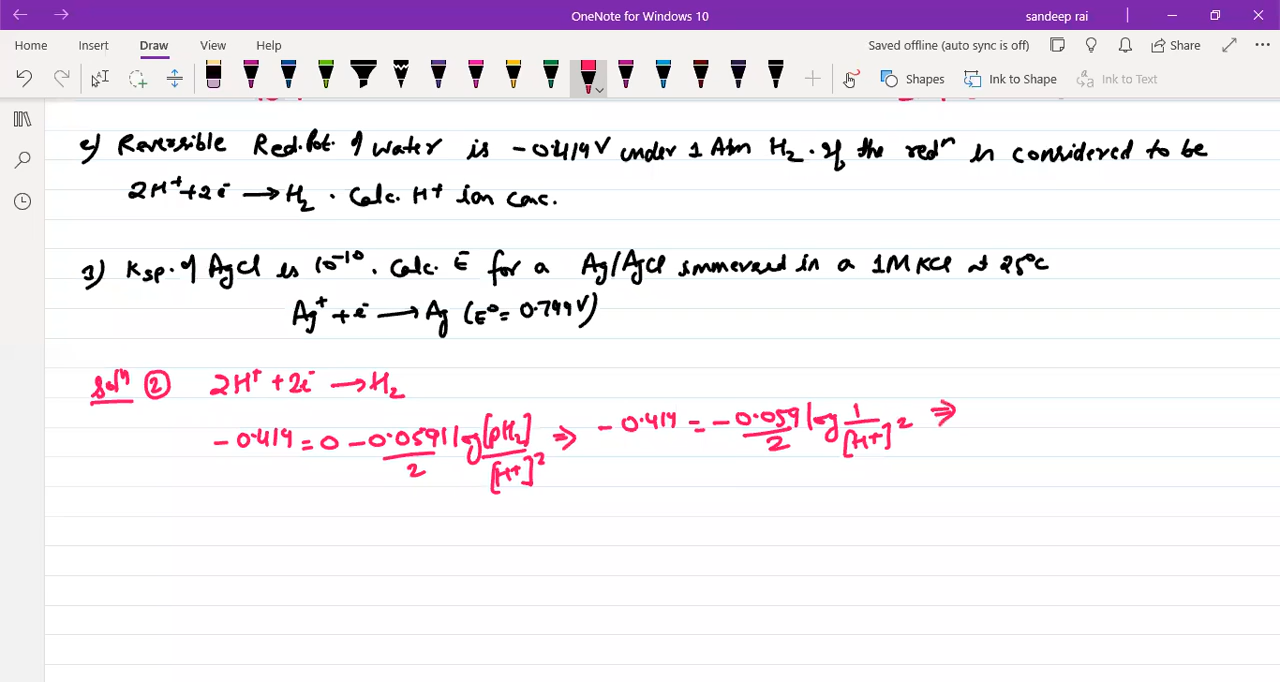 OneNote for Windows 10
sandeep rai
Home Insert Draw View Help
Saved offline (auto sync is off) Share
Shapes Ink to Shape Ink to Text
2) Reversible Red. Pot. of water is -0.414V under 1 Atm H₂. If the redⁿ is considered to be
2H⁺+2e⁻ → H₂. Calc. H⁺ ion conc.
3) Ksp. of AgCl is 10⁻¹⁰. Calc. E for a Ag/AgCl immersed in a 1M KCl at 25°C
Ag⁺ + e⁻ → Ag (E⁰= 0.799V)
Solⁿ ② 2H⁺ + 2e⁻ → H₂
-0.414 = 0 - 0.0591/2 log [pH₂]/[H⁺]² ⇒ -0.414 = -0.059/2 log 1/[H⁺]² ⇒